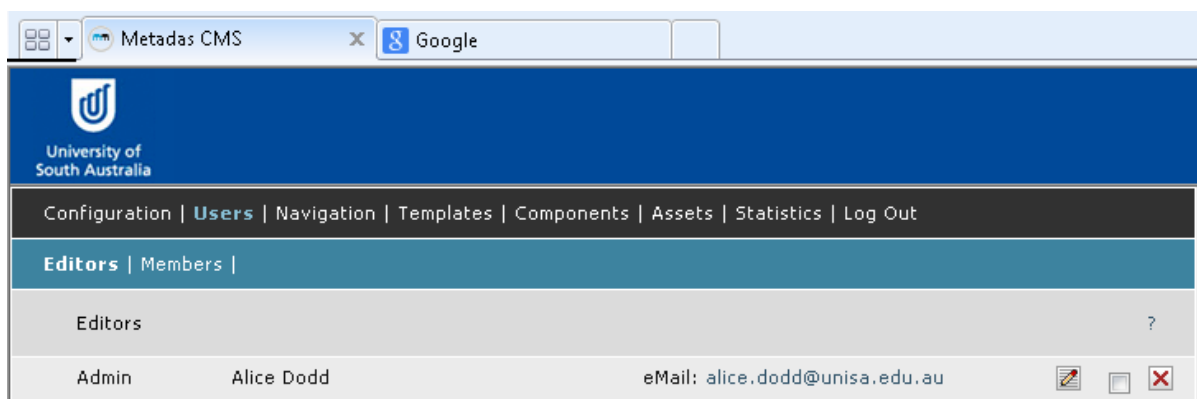 Metadas CMS Google
University of
South Australia
Configuration | Users | Navigation | Templates | Components | Assets | Statistics | Log Out
Editors | Members |
Editors ?
Admin Alice Dodd eMail: alice.dodd@unisa.edu.au